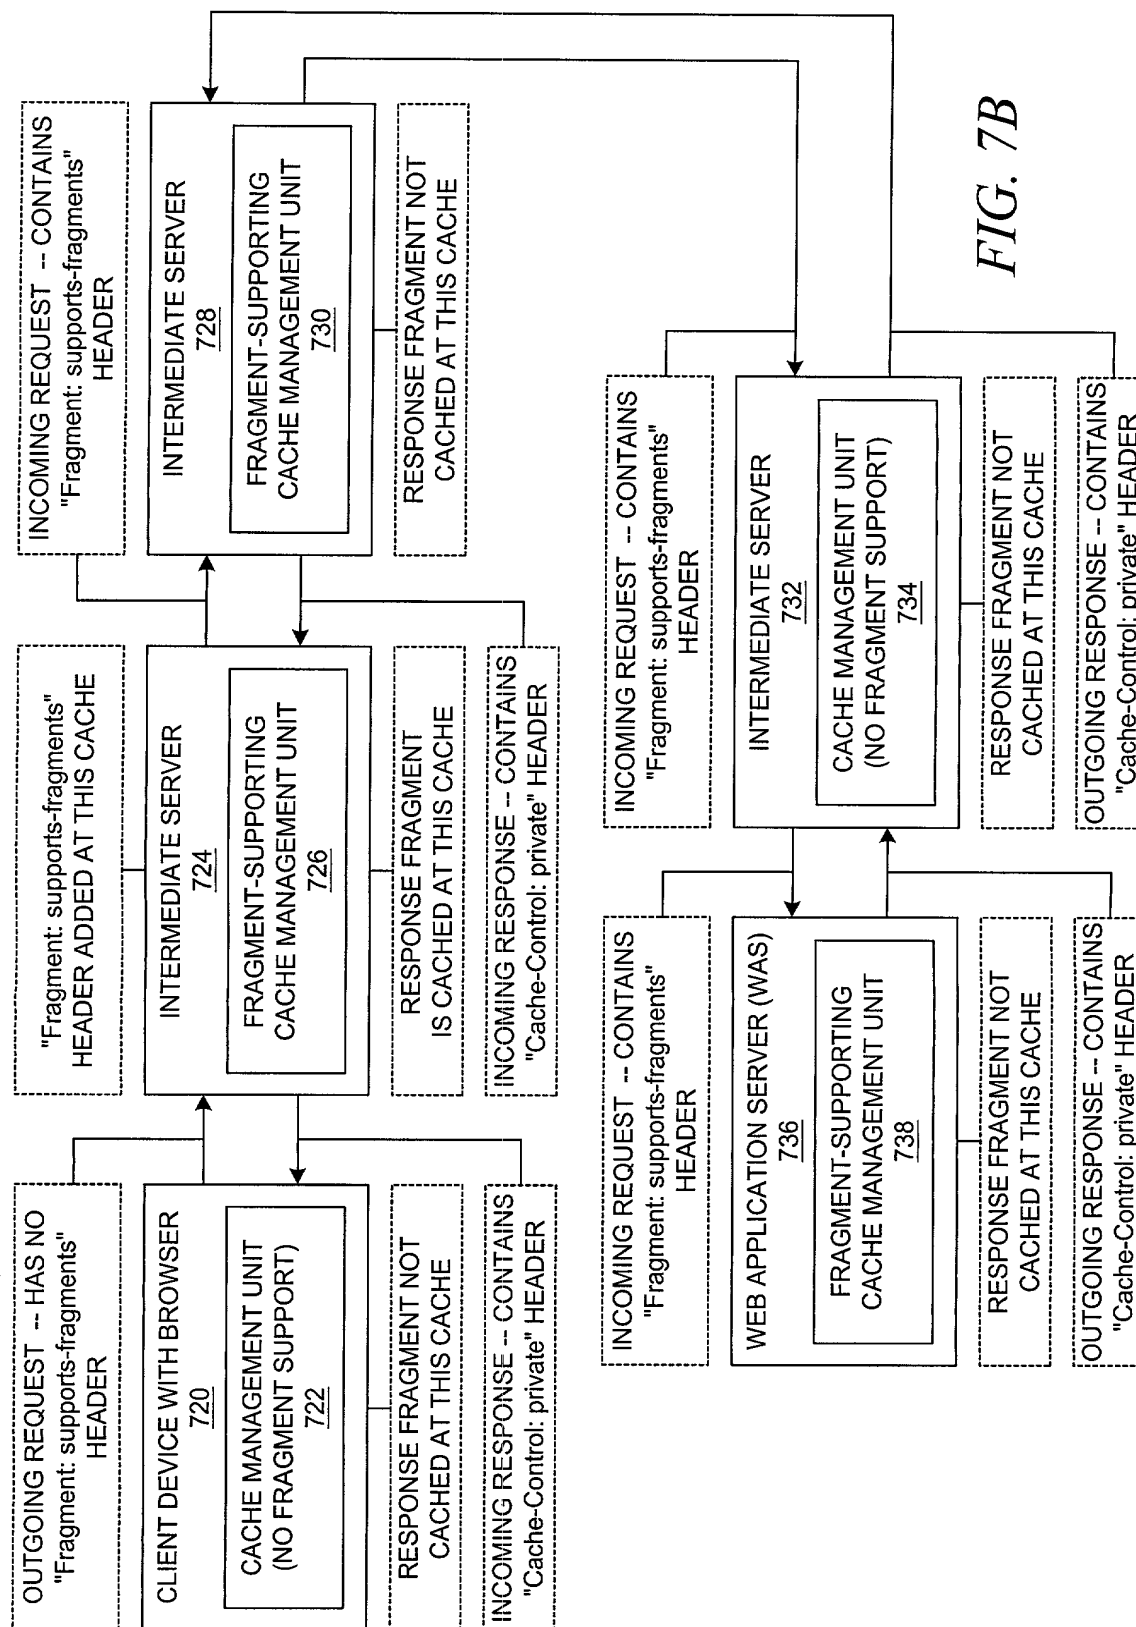 OUTGOING REQUEST -- HAS NO
"Fragment: supports-fragments"
HEADER
CLIENT DEVICE WITH BROWSER
720
CACHE MANAGEMENT UNIT
(NO FRAGMENT SUPPORT)
722
RESPONSE FRAGMENT NOT
CACHED AT THIS CACHE
INCOMING RESPONSE -- CONTAINS
"Cache-Control: private" HEADER
"Fragment: supports-fragments"
HEADER ADDED AT THIS CACHE
INTERMEDIATE SERVER
724
FRAGMENT-SUPPORTING
CACHE MANAGEMENT UNIT
726
RESPONSE FRAGMENT
IS CACHED AT THIS CACHE
INCOMING RESPONSE -- CONTAINS
"Cache-Control: private" HEADER
INCOMING REQUEST -- CONTAINS
"Fragment: supports-fragments"
HEADER
INTERMEDIATE SERVER
728
FRAGMENT-SUPPORTING
CACHE MANAGEMENT UNIT
730
RESPONSE FRAGMENT NOT
CACHED AT THIS CACHE
INCOMING REQUEST -- CONTAINS
"Fragment: supports-fragments"
HEADER
WEB APPLICATION SERVER (WAS)
736
FRAGMENT-SUPPORTING
CACHE MANAGEMENT UNIT
738
RESPONSE FRAGMENT NOT
CACHED AT THIS CACHE
OUTGOING RESPONSE -- CONTAINS
"Cache-Control: private" HEADER
INCOMING REQUEST -- CONTAINS
"Fragment: supports-fragments"
HEADER
INTERMEDIATE SERVER
732
CACHE MANAGEMENT UNIT
(NO FRAGMENT SUPPORT)
734
RESPONSE FRAGMENT NOT
CACHED AT THIS CACHE
OUTGOING RESPONSE -- CONTAINS
"Cache-Control: private" HEADER
FIG. 7B